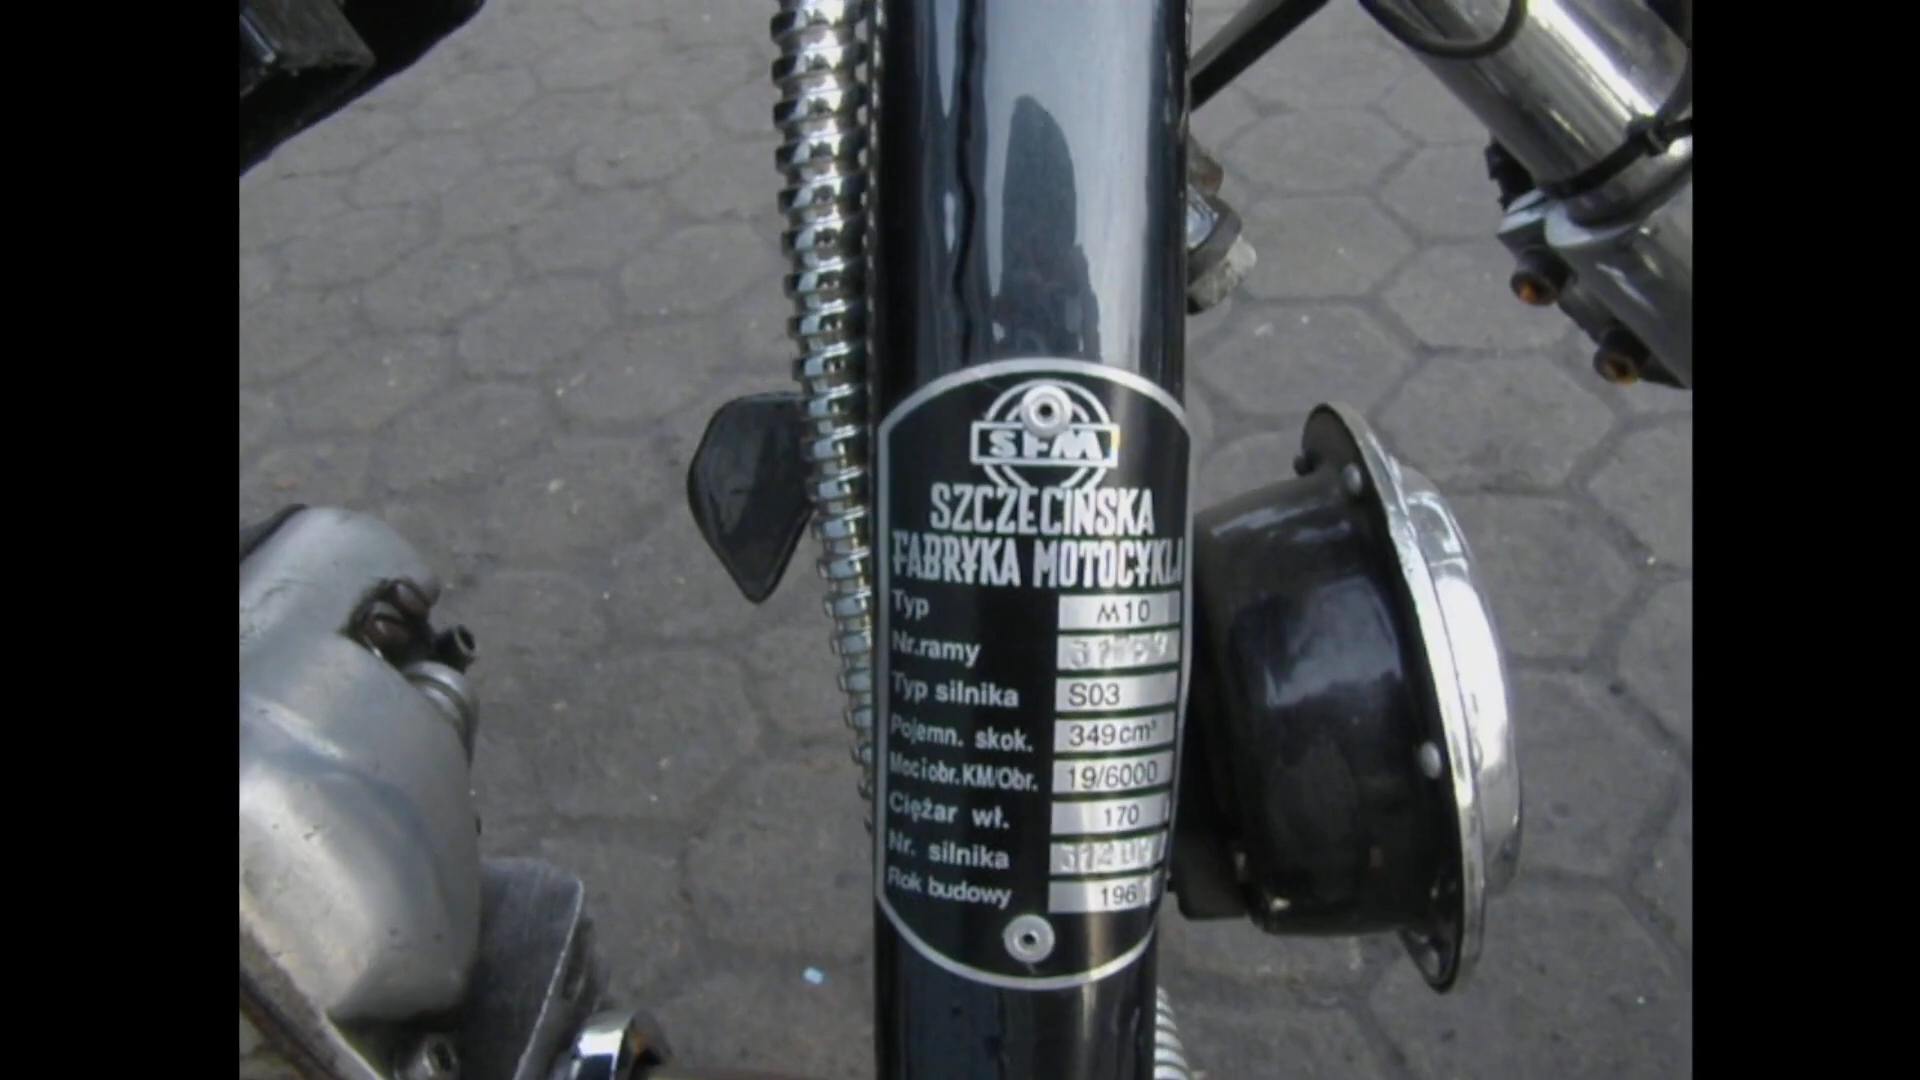 SFM
SZCZECIŃSKA
FABRYKA MOTOCYKLI
Typ M10
Nr.ramy
Typ silnika S03
Pojemn. skok. 349cm³
Moc i obr.KM/Obr. 19/6000
Ciężar wł. 170
Nr. silnika
Rok budowy